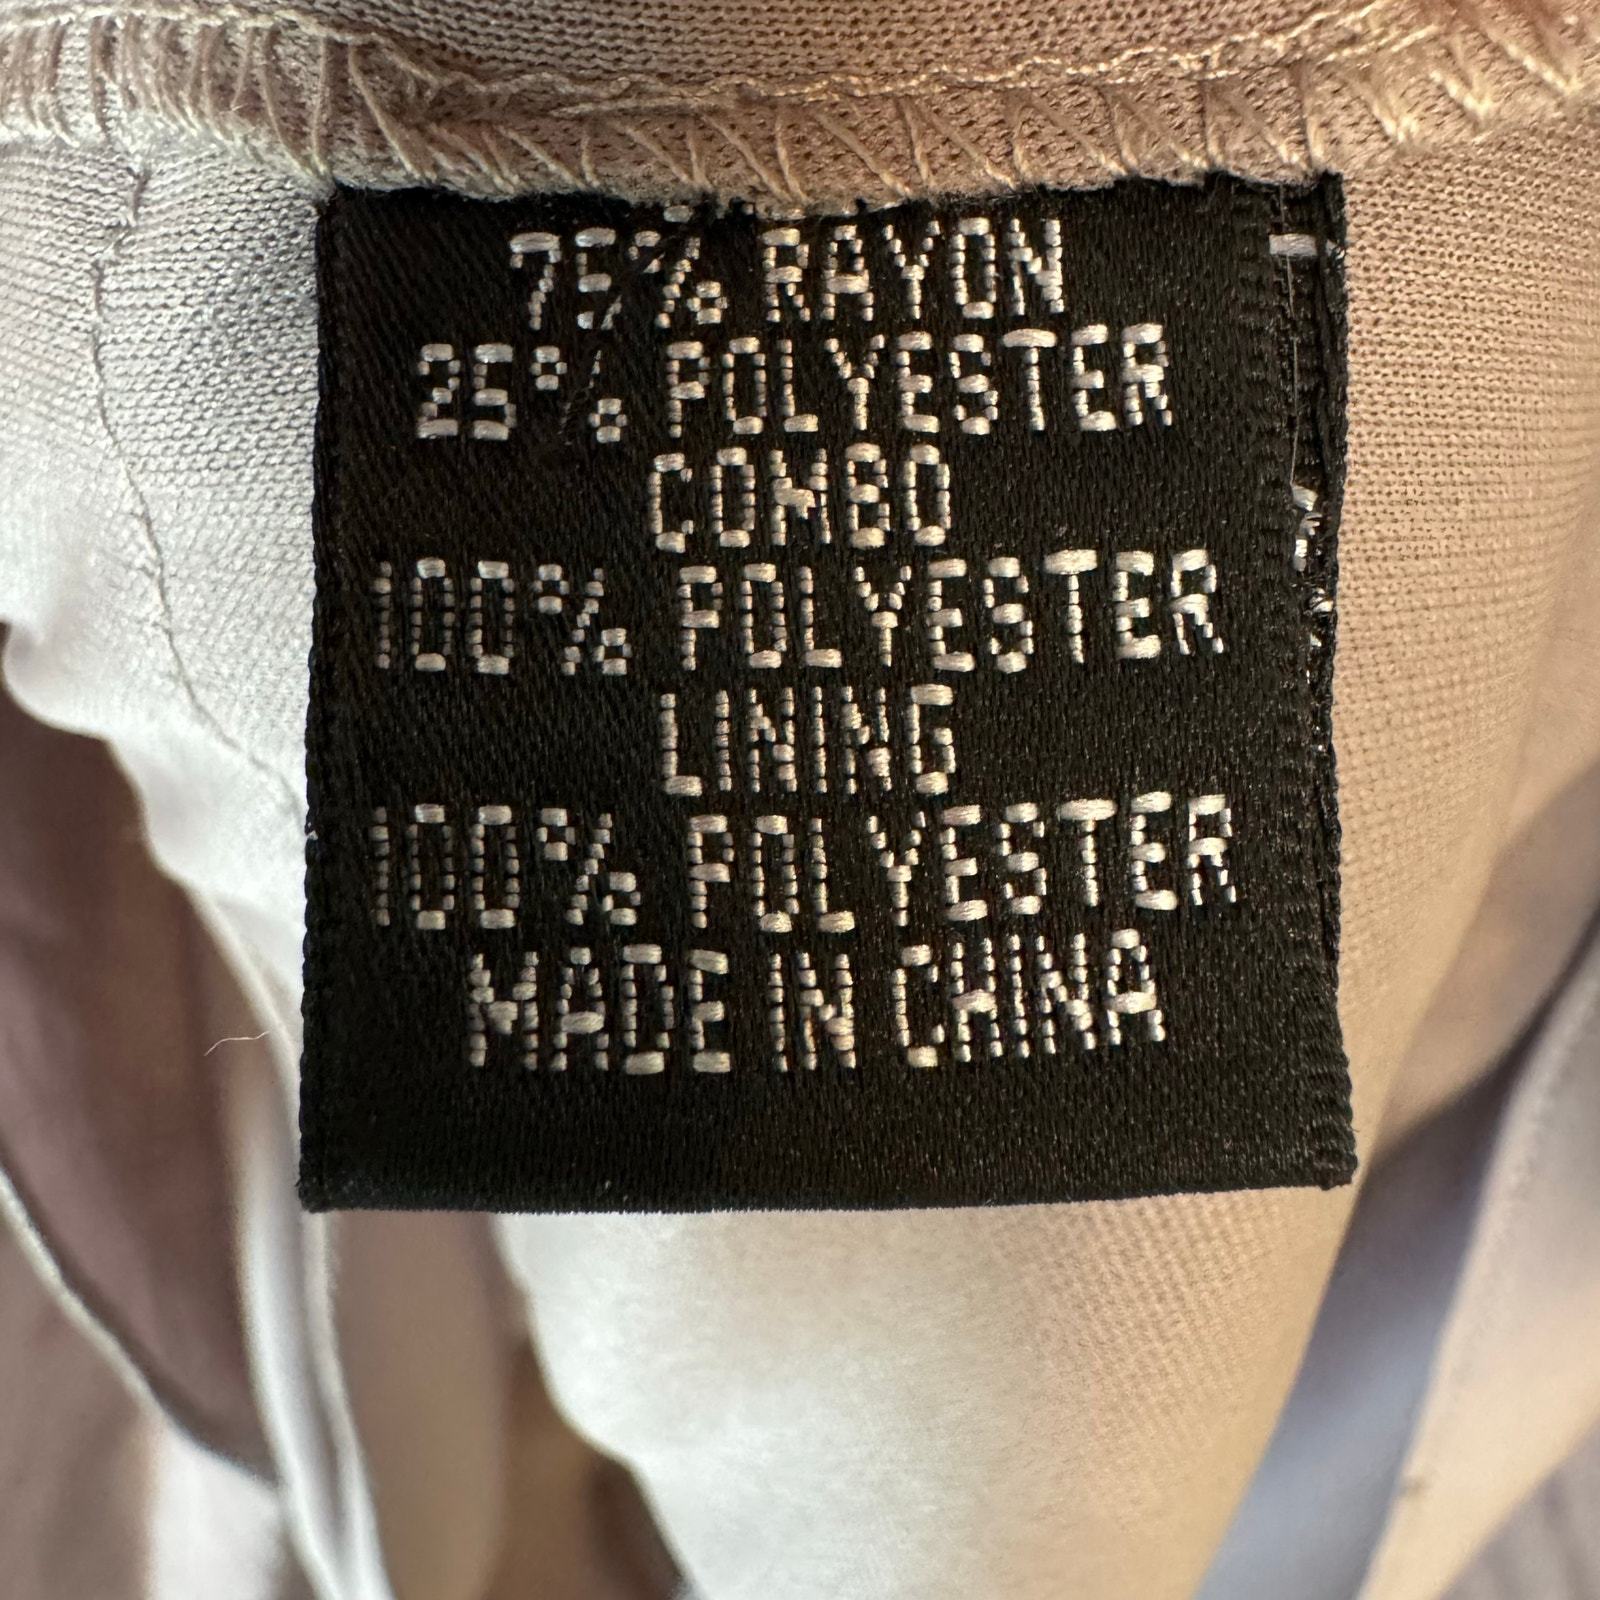 75% RAYON
25% POLYESTER
COMBO
100% POLYESTER
LINING
100% POLYESTER
MADE IN CHINA